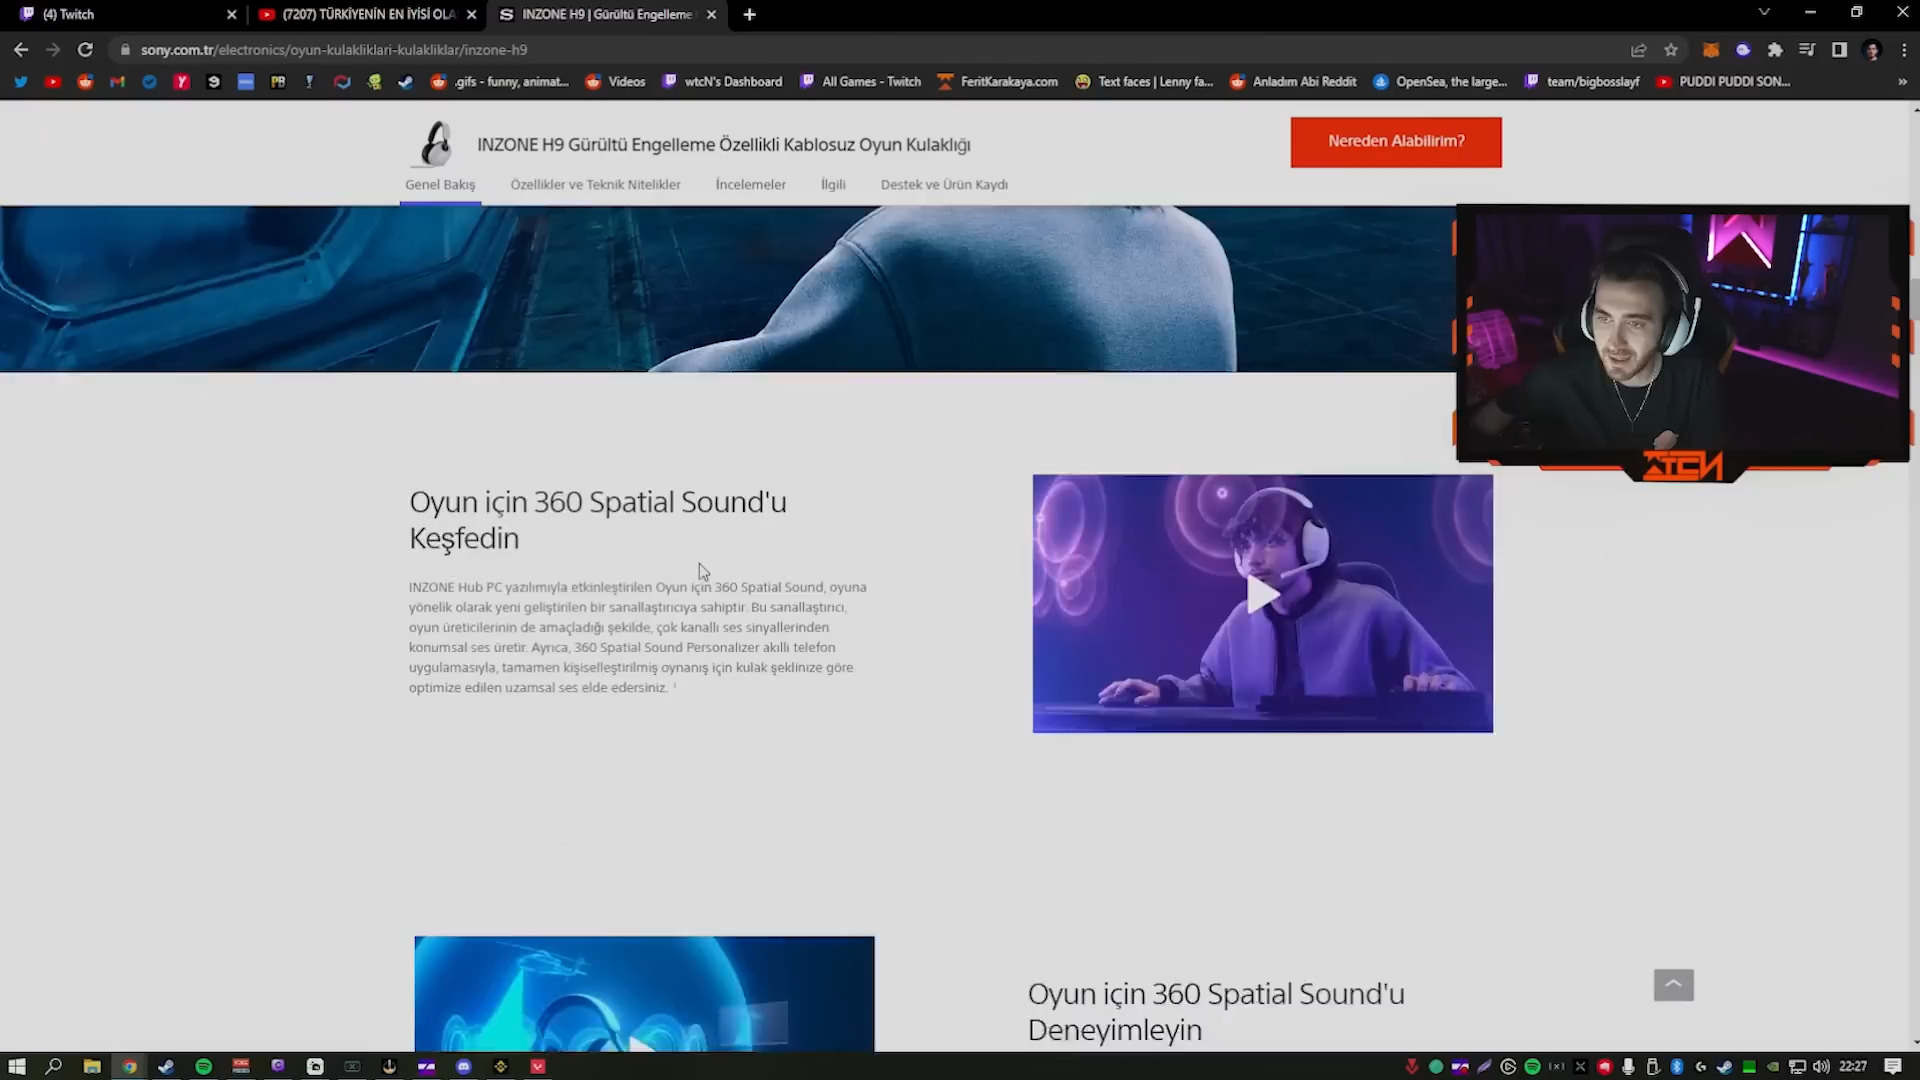 (4) Twitch
(7207) TÜRKİYENİN EN İYİSİ OLA
INZONE H9 | Gürültü Engelleme
sony.com.tr/electronics/oyun-kulakliklari-kulakliklar/inzone-h9
.gifs - funny, animat...
Videos
wtcN's Dashboard
All Games - Twitch
FeritKarakaya.com
Text faces | Lenny fa...
Anladım Abi Reddit
OpenSea, the large...
team/bigbosslayf
PUDDI PUDDI SON...
INZONE H9 Gürültü Engelleme Özellikli Kablosuz Oyun Kulaklığı
Nereden Alabilirim?
Genel Bakış
Özellikler ve Teknik Nitelikler
İncelemeler
İlgili
Destek ve Ürün Kaydı
WTCN
Oyun için 360 Spatial Sound'u
Keşfedin
INZONE Hub PC yazılımıyla etkinleştirilen Oyun için 360 Spatial Sound, oyuna
yönelik olarak yeni geliştirilen bir sanallaştırıcıya sahiptir. Bu sanallaştırıcı,
oyun üreticilerinin de amaçladığı şekilde, çok kanallı ses sinyallerinden
konumsal ses üretir. Ayrıca, 360 Spatial Sound Personalizer akıllı telefon
uygulamasıyla, tamamen kişiselleştirilmiş oynanış için kulak şeklinize göre
optimize edilen uzamsal ses elde edersiniz. ¹
Oyun için 360 Spatial Sound'u
Deneyimleyin
22:27